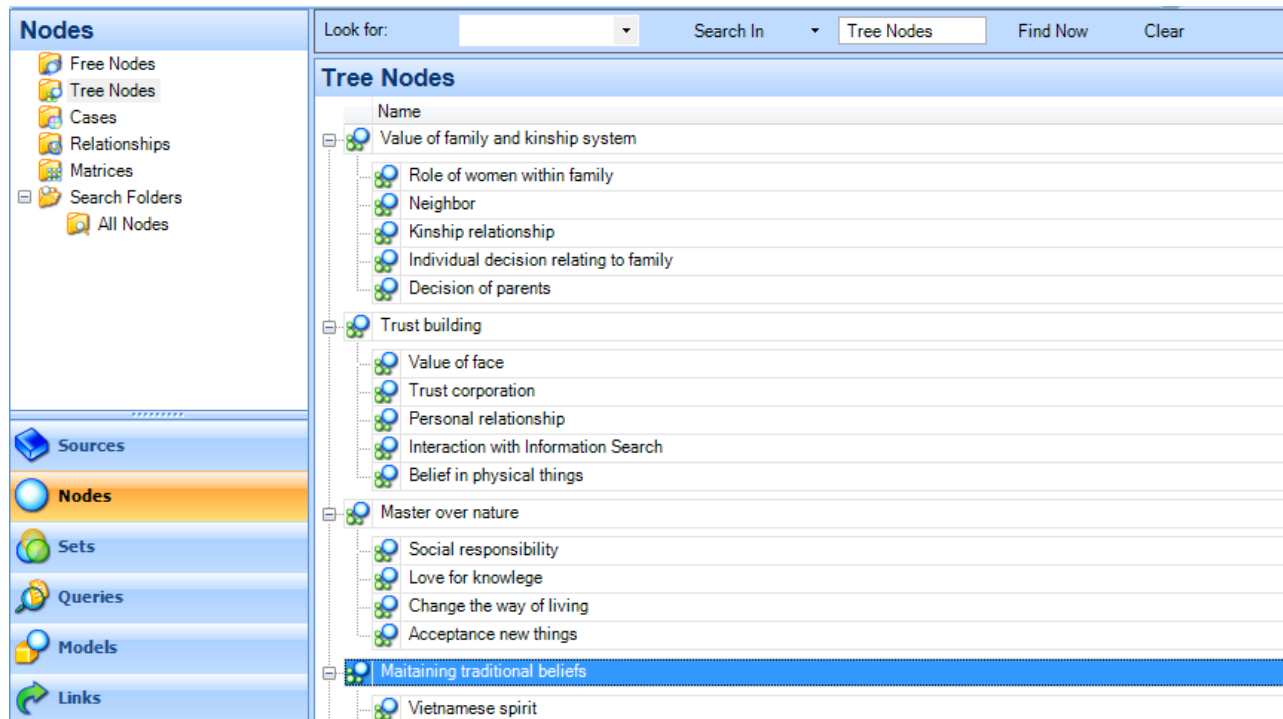 Nodes
Free Nodes
Tree Nodes
Cases
Relationships
Matrices
Search Folders
All Nodes
Sources
Nodes
Sets
Queries
Models
Links
Look for: Search In Tree Nodes Find Now Clear
Tree Nodes
Name
Value of family and kinship system
Role of women within family
Neighbor
Kinship relationship
Individual decision relating to family
Decision of parents
Trust building
Value of face
Trust corporation
Personal relationship
Interaction with Information Search
Belief in physical things
Master over nature
Social responsibility
Love for knowlege
Change the way of living
Acceptance new things
Maitaining traditional beliefs
Vietnamese spirit